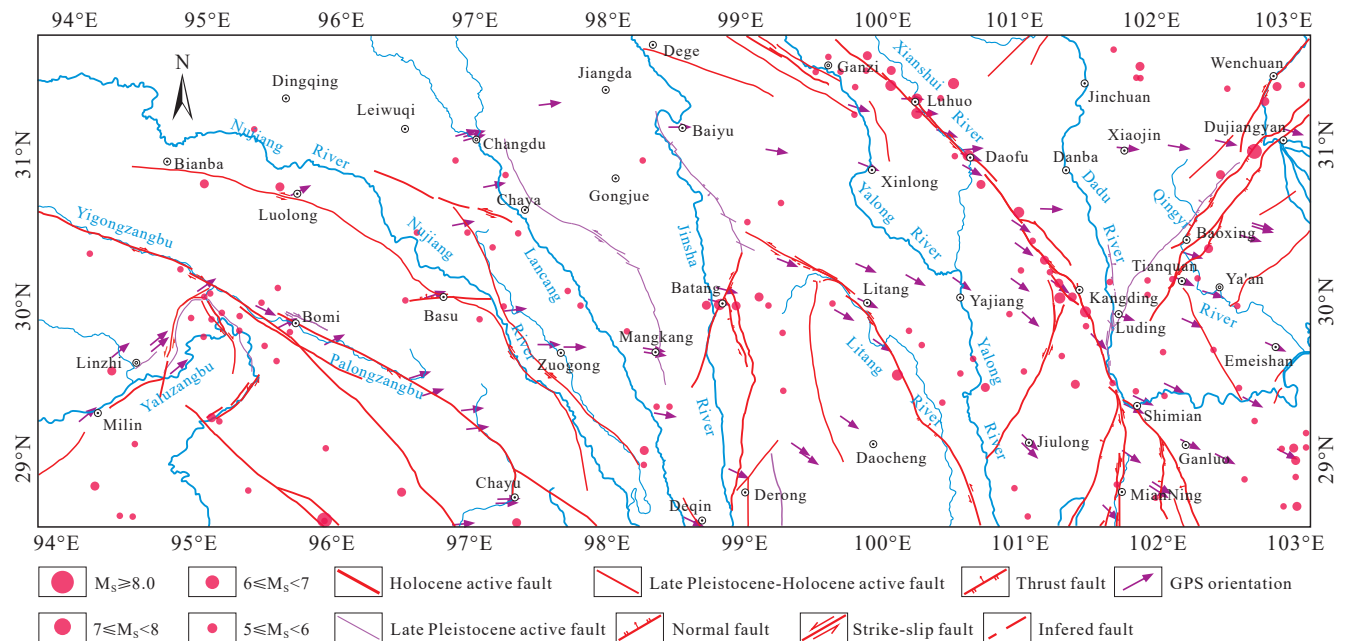 94°E 95°E 96°E 97°E 98°E 99°E 100°E 101°E 102°E 103°E
N
31°N
30°N
29°N
31°N
30°N
29°N
Dege
Dingqing
Jiangda
Leiwuqi
Ganzi
Xianshui
River
Luhuo
Jinchuan
Wenchuan
Nujiang
River
Changdu
Baiyu
Bianba
Xiaojin
Dujiangyan
Daofu
Danba
Xinlong
Gongjue
Luolong
Chaya
Yalong
River
Dadu
River
Qingyi
River
Baoxing
Yigongzangbu
Nujiang
River
Lancang
Jinsha
River
Tianquan
Ya'an
Batang
Litang
Yajiang
Kangding
Luding
Basu
Bomi
Mangkang
Zuogong
Emeishan
Linzhi
Palongzangbu
Litang
River
Yalong
River
Yaluzangbu
Milin
Shimian
Daocheng
Jiulong
Ganluo
Chayu
Derong
Deqin
MianNing
94°E 95°E 96°E 97°E 98°E 99°E 100°E 101°E 102°E 103°E
M_S≥8.0 6≤M_S<7 Holocene active fault Late Pleistocene-Holocene active fault Thrust fault GPS orientation
7≤M_S<8 5≤M_S<6 Late Pleistocene active fault Normal fault Strike-slip fault Infered fault